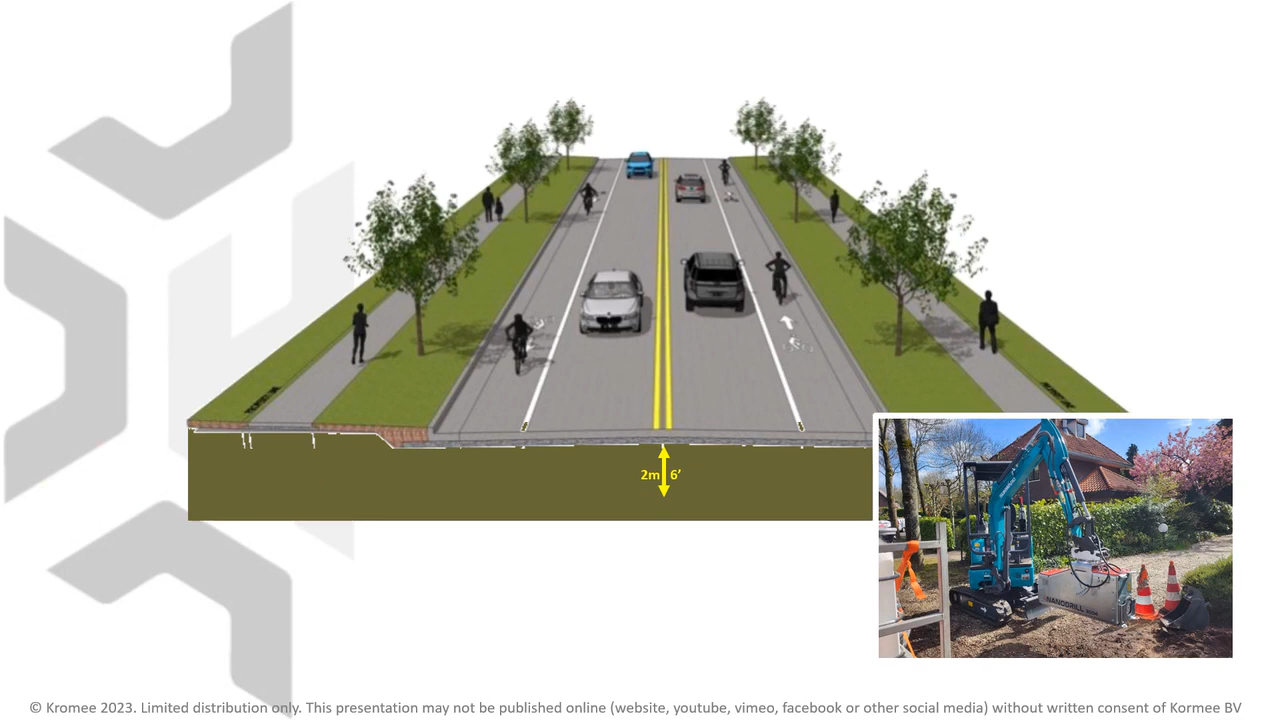 2m 6’
NANODRILL
© Kromee 2023. Limited distribution only. This presentation may not be published online (website, youtube, vimeo, facebook or other social media) without written consent of Kormee BV